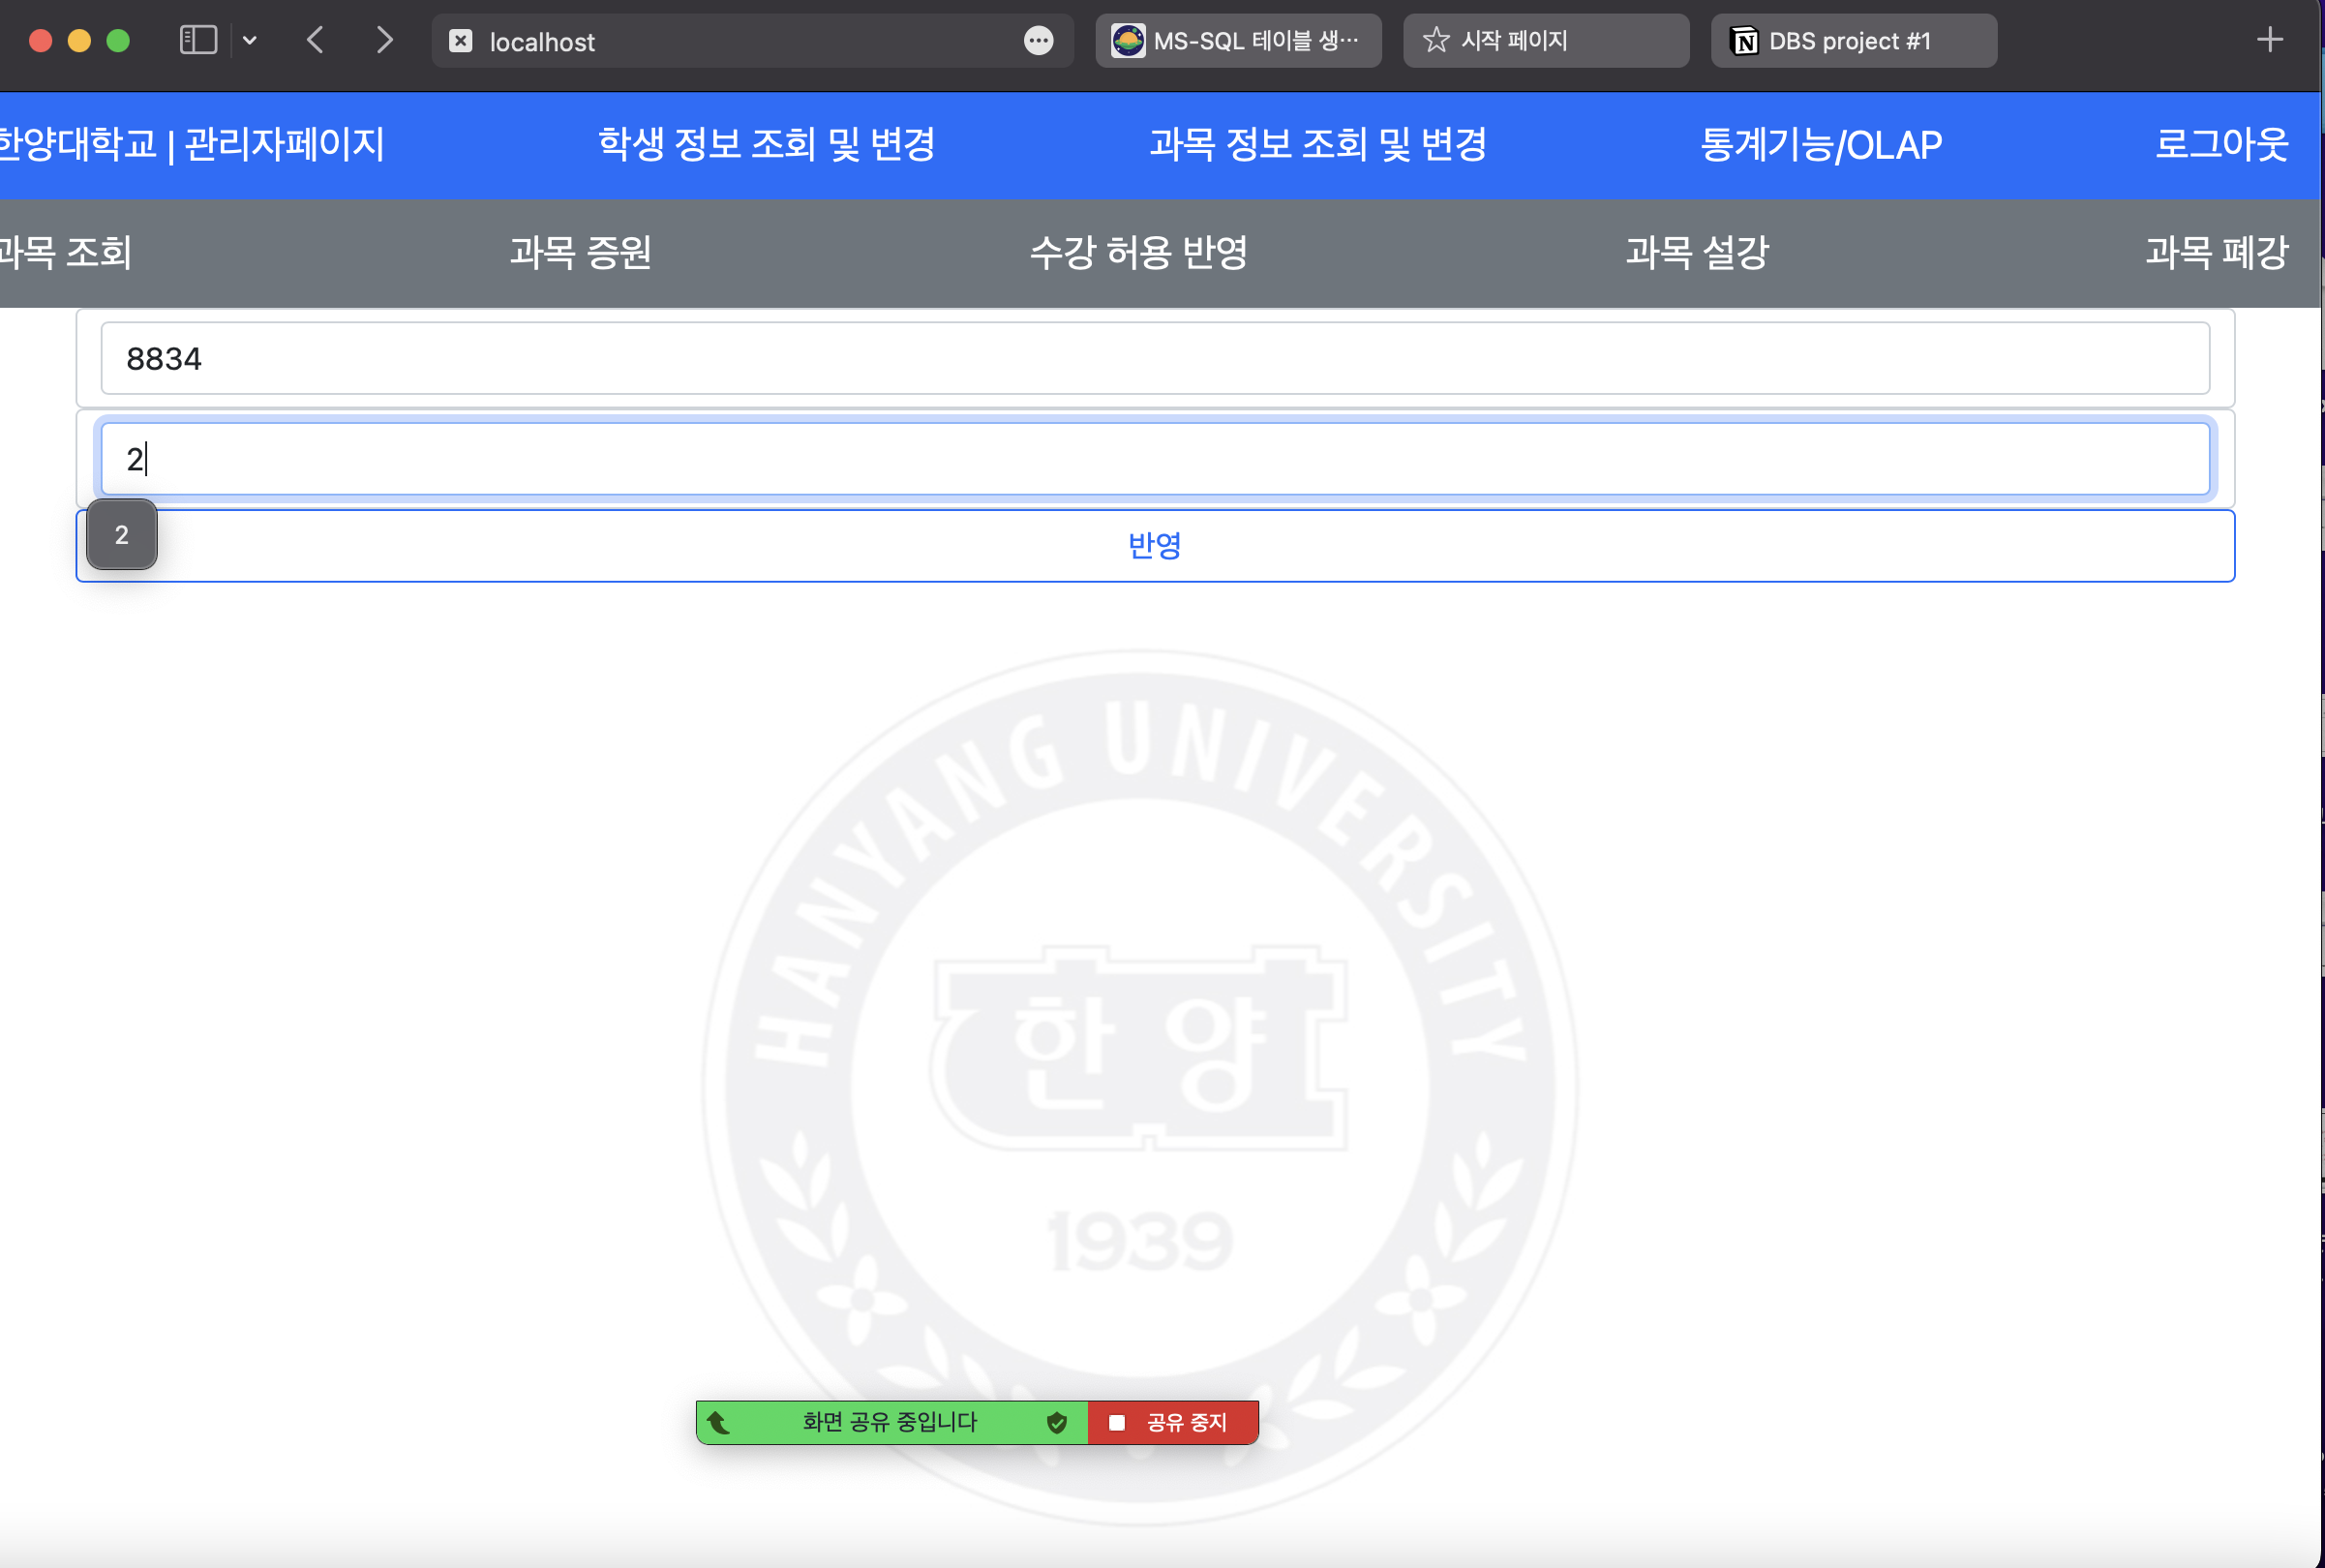 localhost
MS-SQL 테이블 생…
시작 페이지
DBS project #1
한양대학교 | 관리자페이지
학생 정보 조회 및 변경
과목 정보 조회 및 변경
통계기능/OLAP
로그아웃
과목 조회
과목 증원
수강 허용 반영
과목 설강
과목 폐강
8834
2
2
반영
HANYANG UNIVERSITY
한양
1939
화면 공유 중입니다
공유 중지